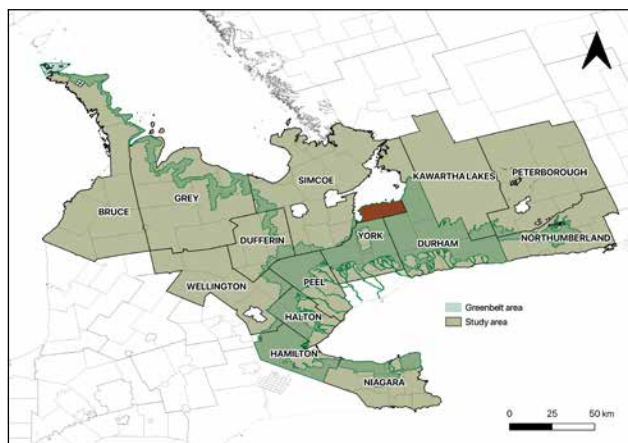 KAWARTHA LAKES
PETERBOROUGH
SIMCOE
GREY
BRUCE
YORK
DUFFERIN
DURHAM
NORTHUMBERLAND
PEEL
WELLINGTON
Greenbelt area
HALTON
Study area
HAMILTON
NIAGARA
0 25 50 km